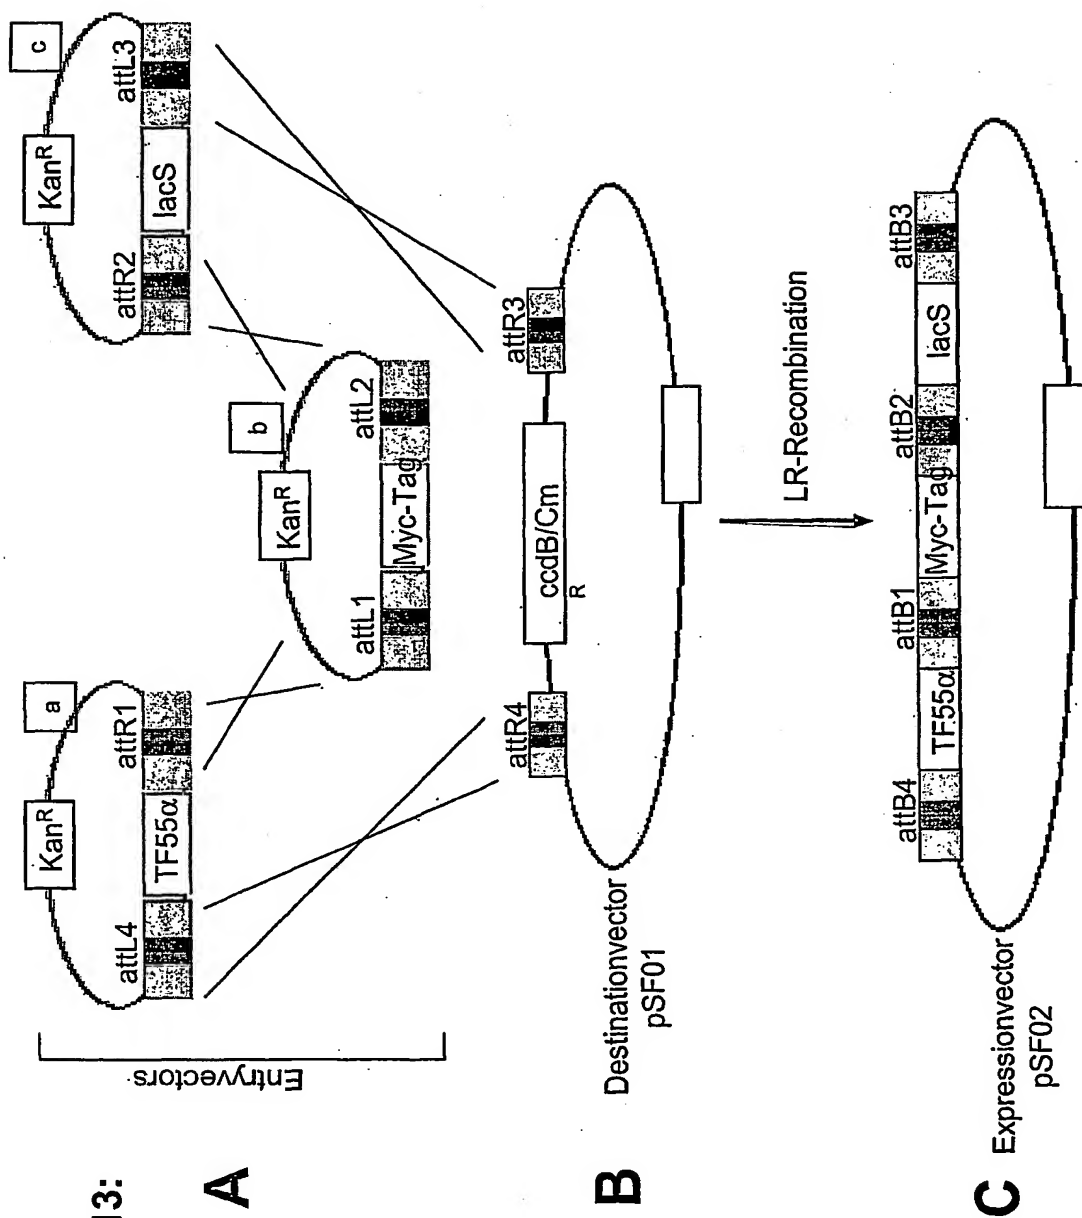 13:
A
Entryvectors
Kan^R
a
attL4
TF55α
attR1
Kan^R
b
attL1
Myc-Tag
attL2
Kan^R
c
attR2
lacS
attL3
B
Destinationvector
pSF01
attR4
ccdB/Cm
R
attR3
LR-Recombination
C
Expressionvector
pSF02
attB4
TF55α
attB1
Myc-Tag
attB2
lacS
attB3